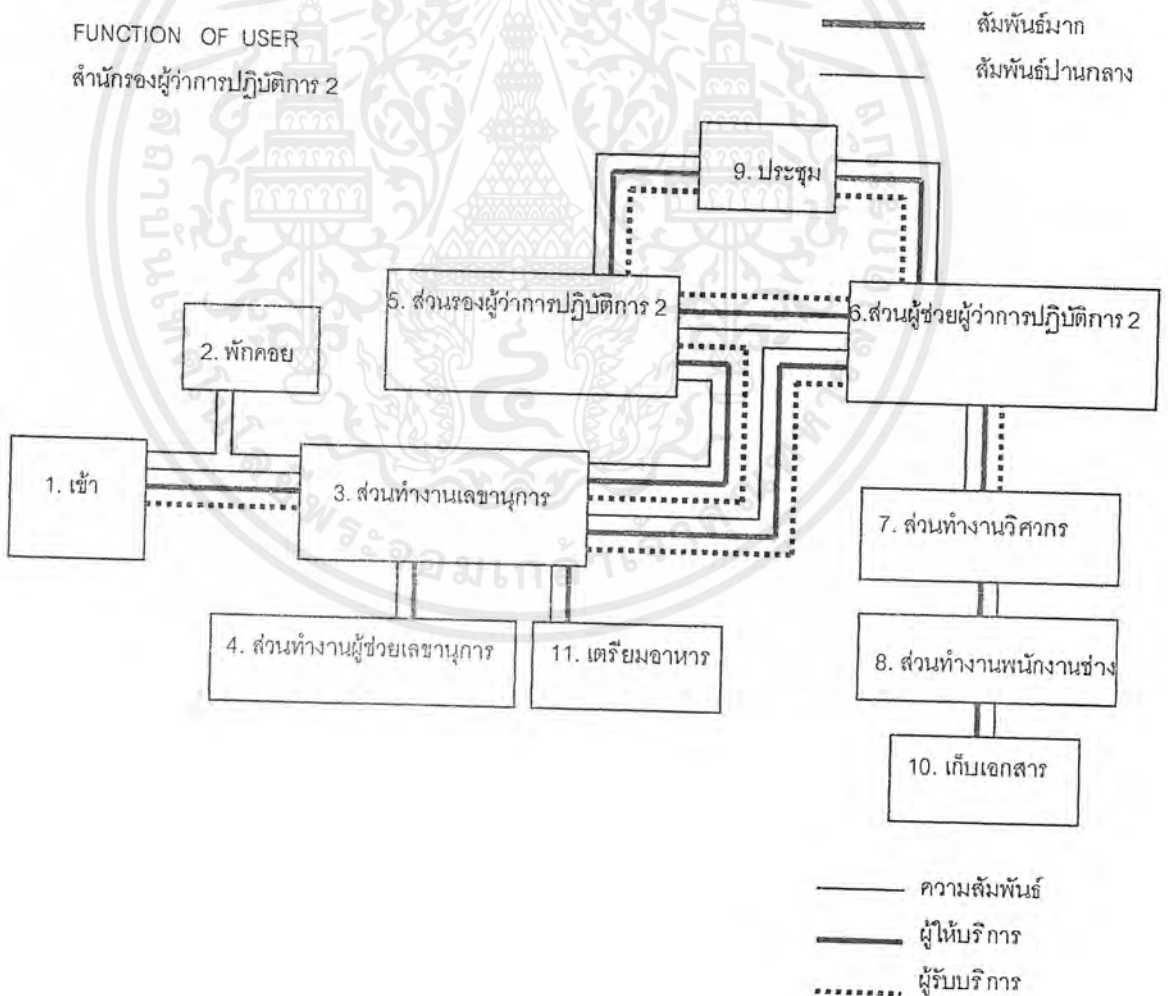 FUNCTION OF USER
สำนักรองผู้ว่าการปฏิบัติการ 2
สัมพันธ์มาก
สัมพันธ์ปานกลาง
9. ประชุม
5. ส่วนรองผู้ว่าการปฏิบัติการ 2
6.ส่วนผู้ช่วยผู้ว่าการปฏิบัติการ 2
2. พักคอย
1. เข้า
3. ส่วนทำงานเลขานุการ
7. ส่วนทำงานวิศวกร
4. ส่วนทำงานผู้ช่วยเลขานุการ
11. เตรียมอาหาร
8. ส่วนทำงานพนักงานช่าง
10. เก็บเอกสาร
ความสัมพันธ์
ผู้ให้บริการ
ผู้รับบริการ